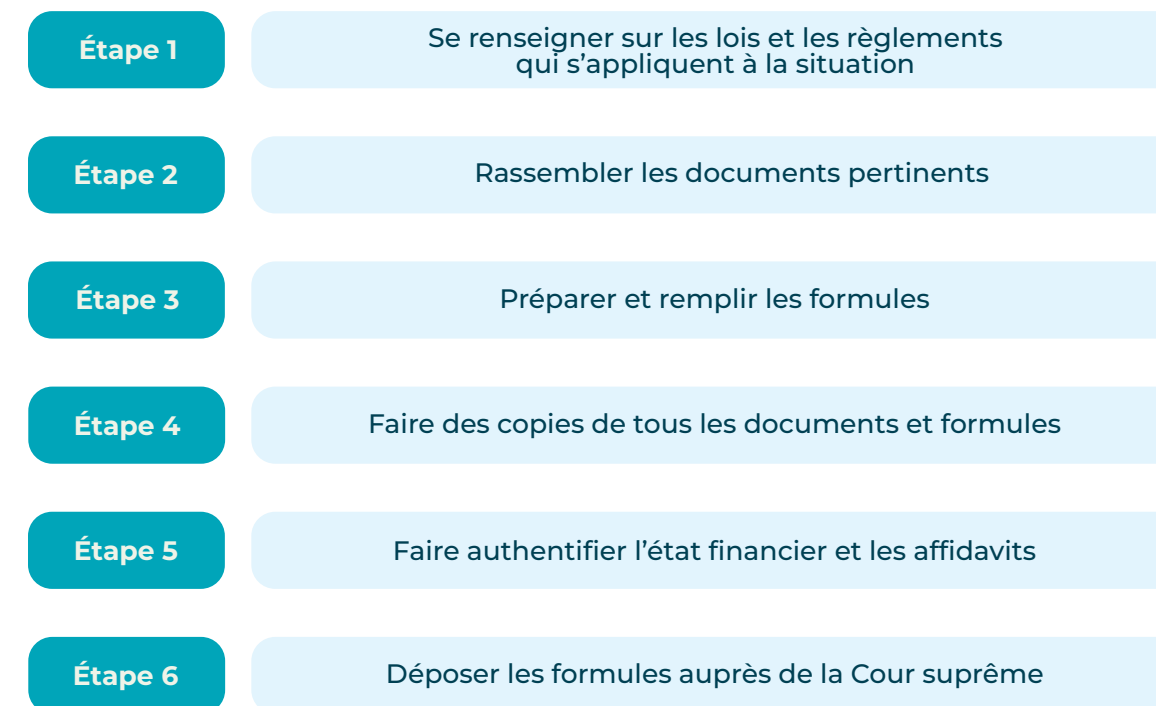 Étape 1
Se renseigner sur les lois et les règlements
qui s’appliquent à la situation
Étape 2
Rassembler les documents pertinents
Étape 3
Préparer et remplir les formules
Étape 4
Faire des copies de tous les documents et formules
Étape 5
Faire authentifier l’état financier et les affidavits
Étape 6
Déposer les formules auprès de la Cour suprême